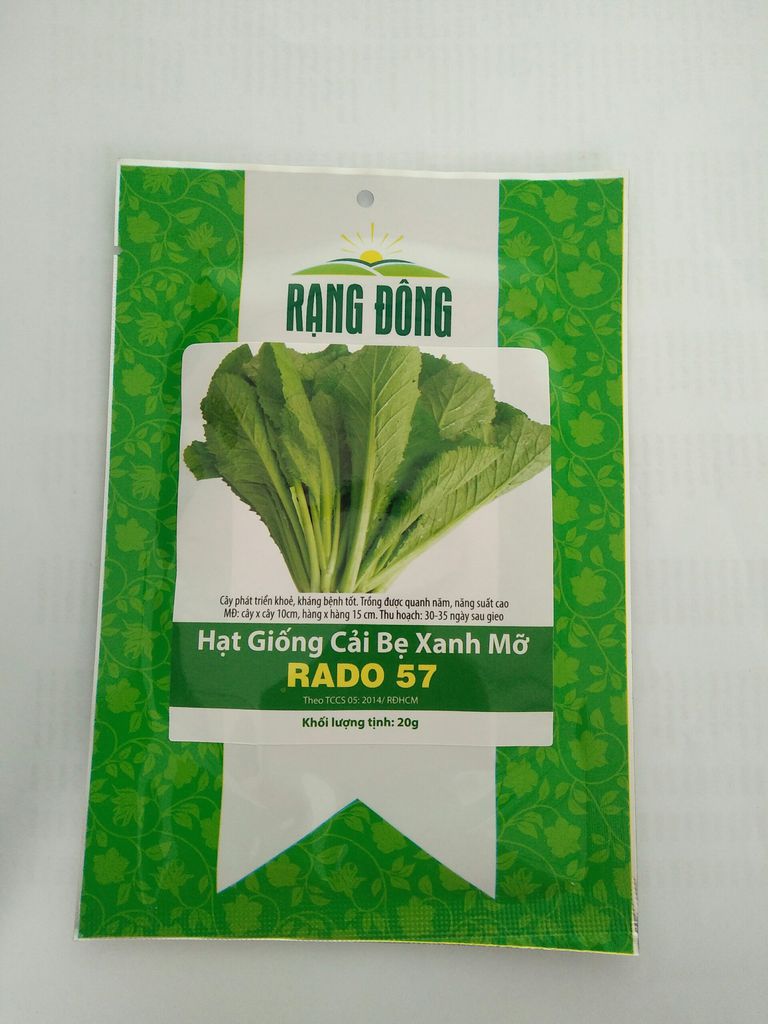 RẠNG ĐÔNG
Cây phát triển khoẻ, kháng bệnh tốt. Trồng được quanh năm, năng suất cao
MĐ: cây x cây 10cm, hàng x hàng 15 cm. Thu hoạch: 30-35 ngày sau gieo
Hạt Giống Cải Bẹ Xanh Mỡ
RADO 57
Theo TCCS 05: 2014/ RĐHCM
Khối lượng tịnh: 20g